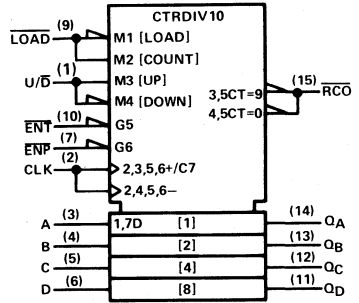 CTRDIV10
LOAD (9) M1 [LOAD]
M2 [COUNT]
U/D (1) M3 [UP]
M4 [DOWN]
ENT (10) G5
ENP (7) G6
CLK (2) 2,3,5,6+/C7
2,4,5,6–
3,5CT=9 (15) RCO
4,5CT=0
A (3) 1,7D [1] (14) QA
B (4) [2] (13) QB
C (5) [4] (12) QC
D (6) [8] (11) QD